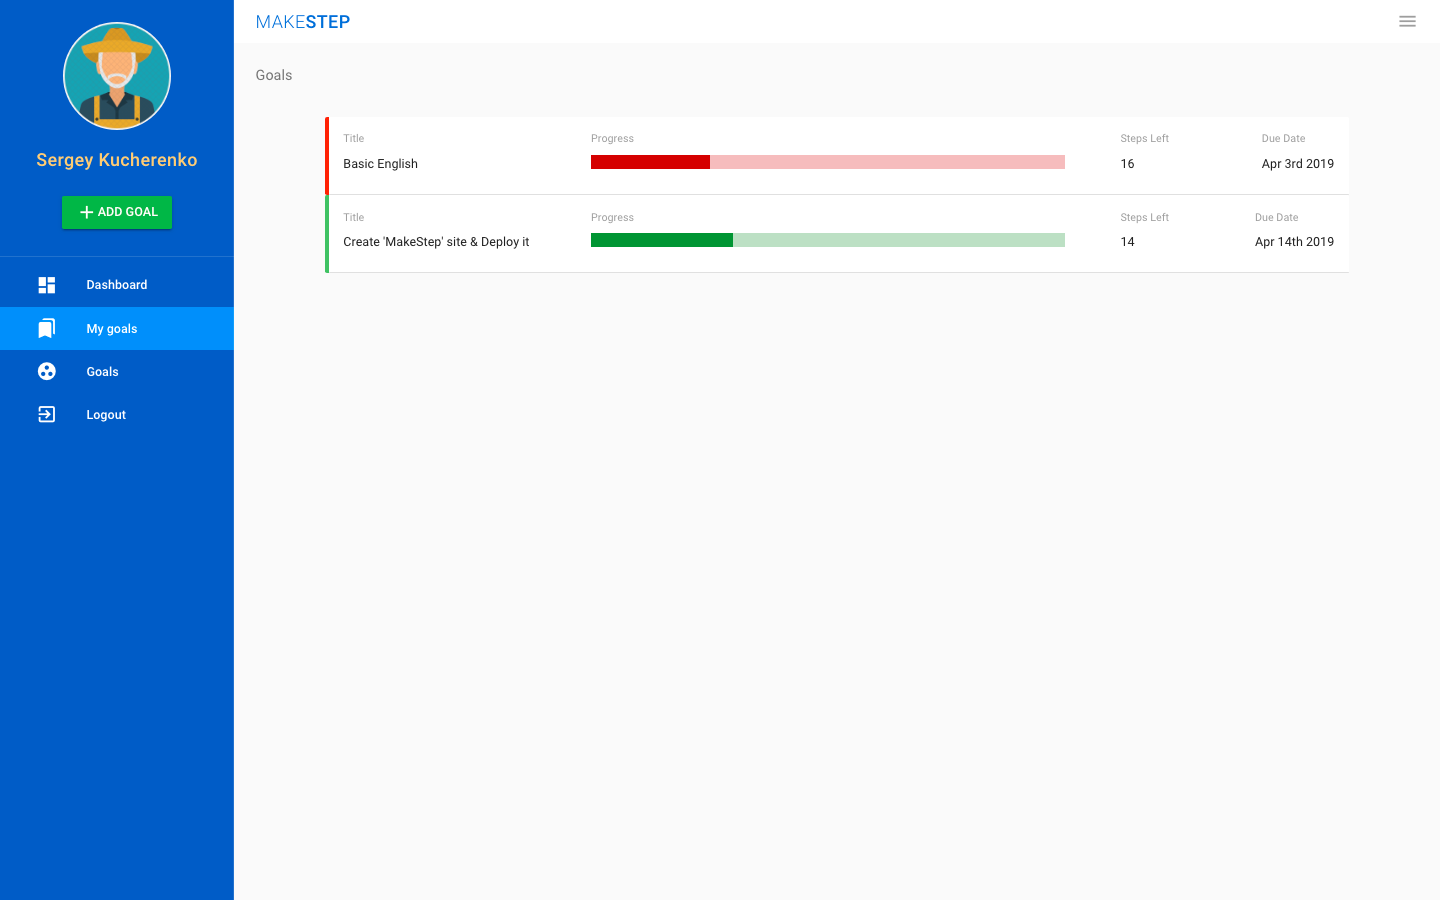 MAKESTEP
Sergey Kucherenko
ADD GOAL
Dashboard
My goals
Goals
Logout
Goals
Title Progress Steps Left Due Date
Basic English 16 Apr 3rd 2019
Title Progress Steps Left Due Date
Create 'MakeStep' site & Deploy it 14 Apr 14th 2019